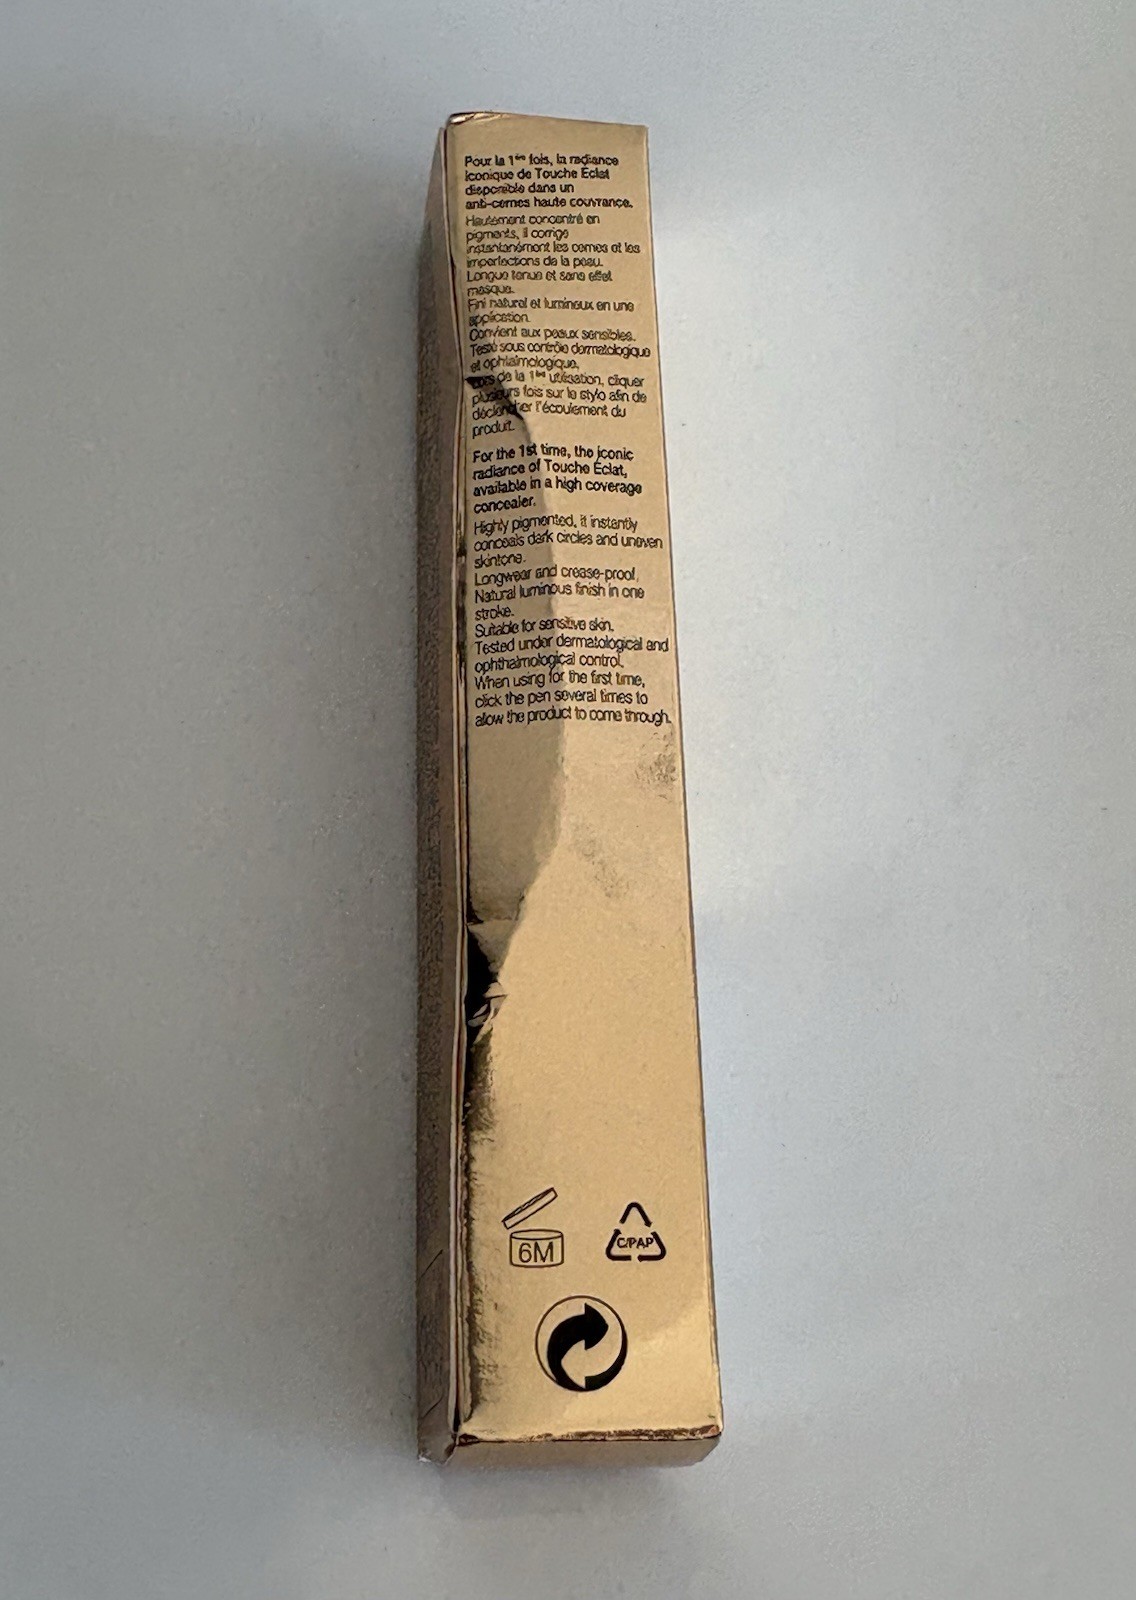 Pour la 1ère fois, la radiance
iconique de Touche Éclat
disponible dans un
anti-cernes haute couvrance.
Hautement concentré en
pigments, il corrige
instantanément les cernes et les
imperfections de la peau.
Longue tenue et sans effet
masque.
Fini naturel et lumineux en une
application.
Convient aux peaux sensibles.
Testé sous contrôle dermatologique
et ophtalmologique.
Lors de la 1ère utilisation, cliquer
plusieurs fois sur le stylo afin de
déclencher l'écoulement du
produit.
For the 1st time, the iconic
radiance of Touche Éclat,
available in a high coverage
concealer.
Highly pigmented, it instantly
conceals dark circles and uneven
skintone.
Longwear and crease-proof.
Natural luminous finish in one
stroke.
Suitable for sensitive skin.
Tested under dermatological and
ophthalmological control.
When using for the first time,
click the pen several times to
allow the product to come through.
6M
C/PAP